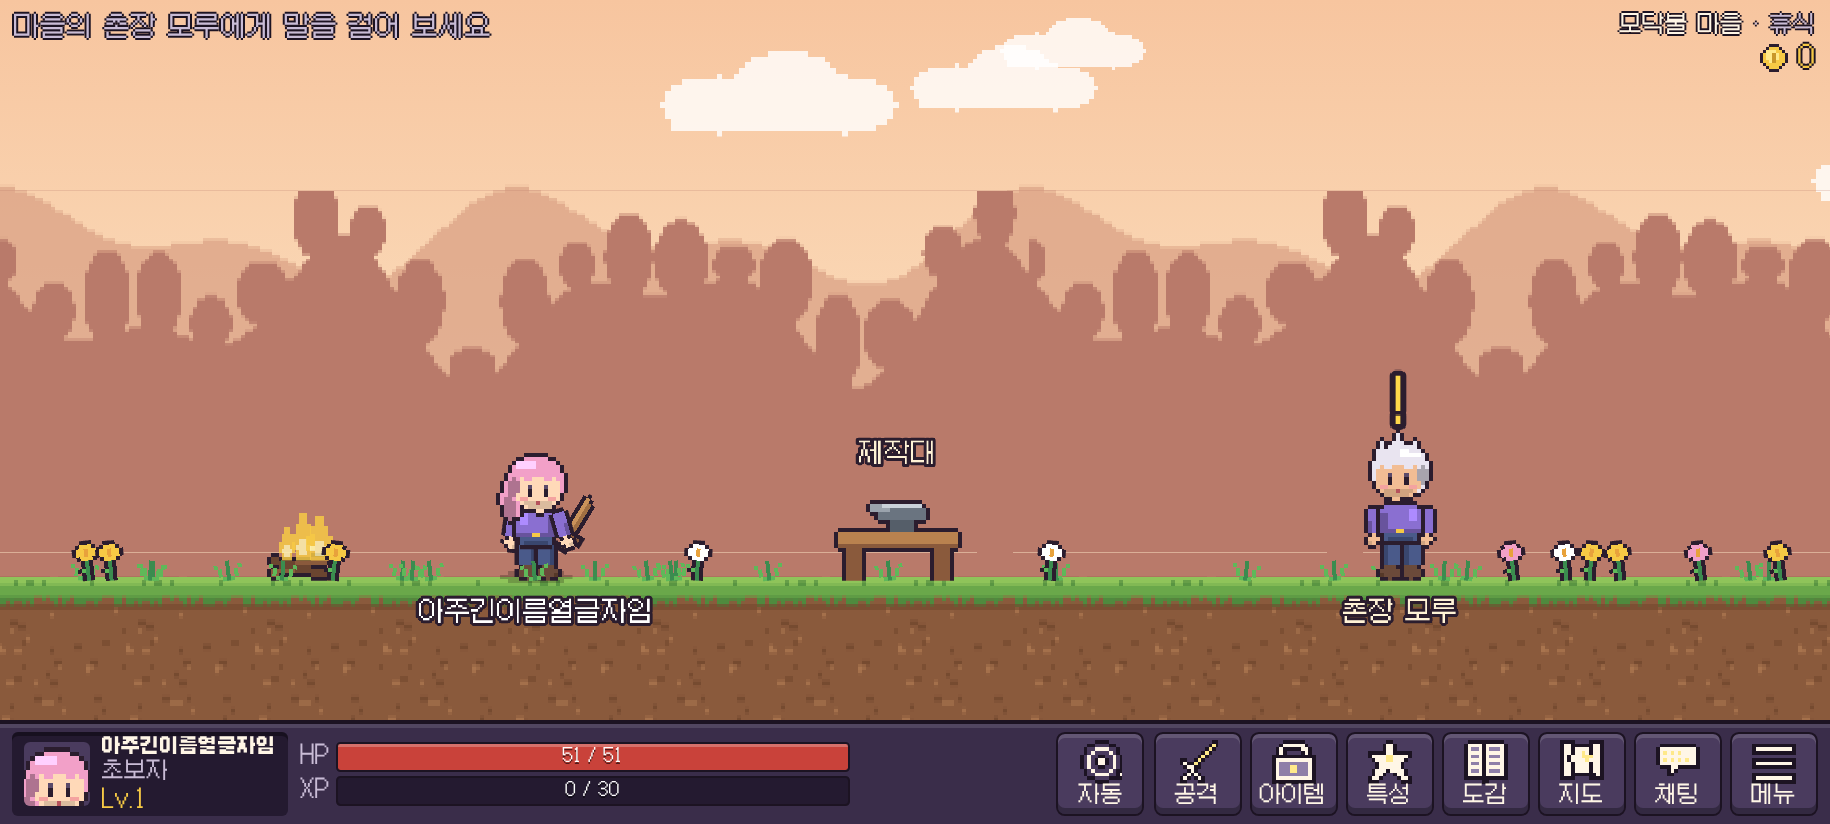 마을의 촌장 모루에게 말을 걸어 보세요
모닥불 마을 · 휴식
0
제작대
아주긴이름열글자임
촌장 모루
아주긴이름열글자임
초보자
Lv.1
HP 51 / 51
XP 0 / 30
자동
공격
아이템
특성
도감
지도
채팅
메뉴